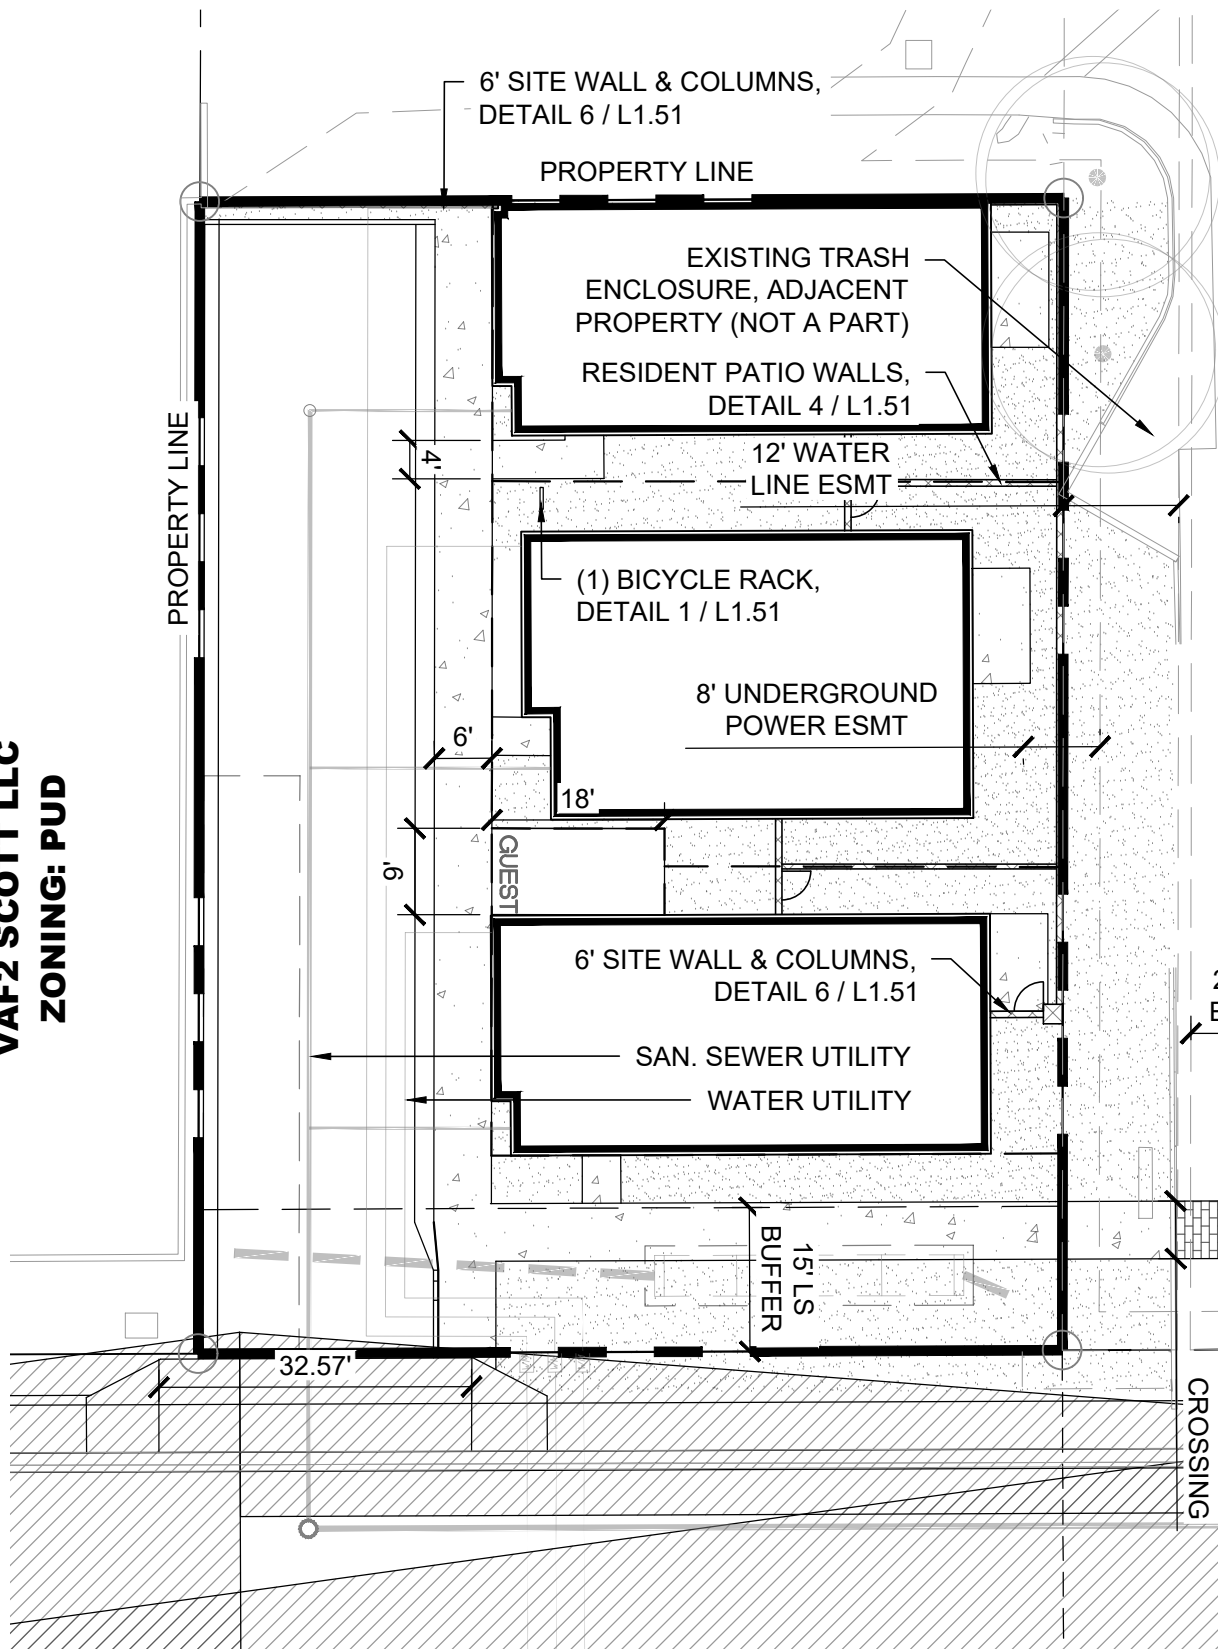 6' SITE WALL & COLUMNS,
DETAIL 6 / L1.51
PROPERTY LINE
EXISTING TRASH
ENCLOSURE, ADJACENT
PROPERTY (NOT A PART)
RESIDENT PATIO WALLS,
DETAIL 4 / L1.51
12' WATER
LINE ESMT
PROPERTY LINE
4'
(1) BICYCLE RACK,
DETAIL 1 / L1.51
8' UNDERGROUND
POWER ESMT
6'
18'
9'
GUEST
VAF2 SCOTT LLC
ZONING: PUD
6' SITE WALL & COLUMNS,
DETAIL 6 / L1.51
SAN. SEWER UTILITY
WATER UTILITY
15' LS
BUFFER
32.57'
CROSSING